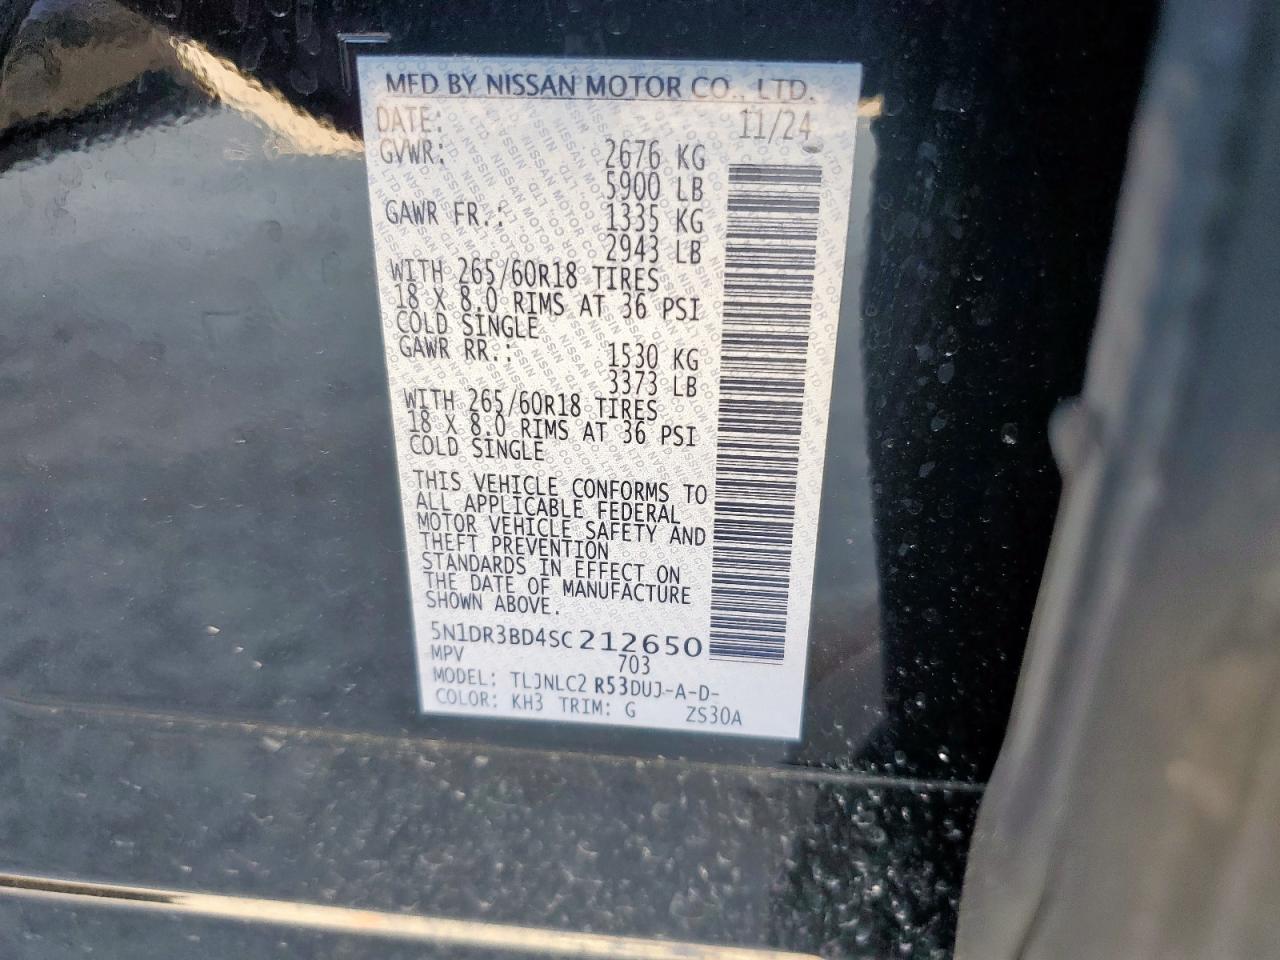 MFD BY NISSAN MOTOR CO., LTD.
DATE: 11/24
GVWR: 2676 KG
5900 LB
GAWR FR.: 1335 KG
2943 LB
WITH 265/60R18 TIRES
18 X 8.0 RIMS AT 36 PSI
COLD SINGLE
GAWR RR.: 1530 KG
3373 LB
WITH 265/60R18 TIRES
18 X 8.0 RIMS AT 36 PSI
COLD SINGLE
THIS VEHICLE CONFORMS TO
ALL APPLICABLE FEDERAL
MOTOR VEHICLE SAFETY AND
THEFT PREVENTION
STANDARDS IN EFFECT ON
THE DATE OF MANUFACTURE
SHOWN ABOVE.
5N1DR3BD4SC212650
MPV 703
MODEL: TLJNLC2 R53DUJ-A-D-
COLOR: KH3 TRIM: G ZS30A